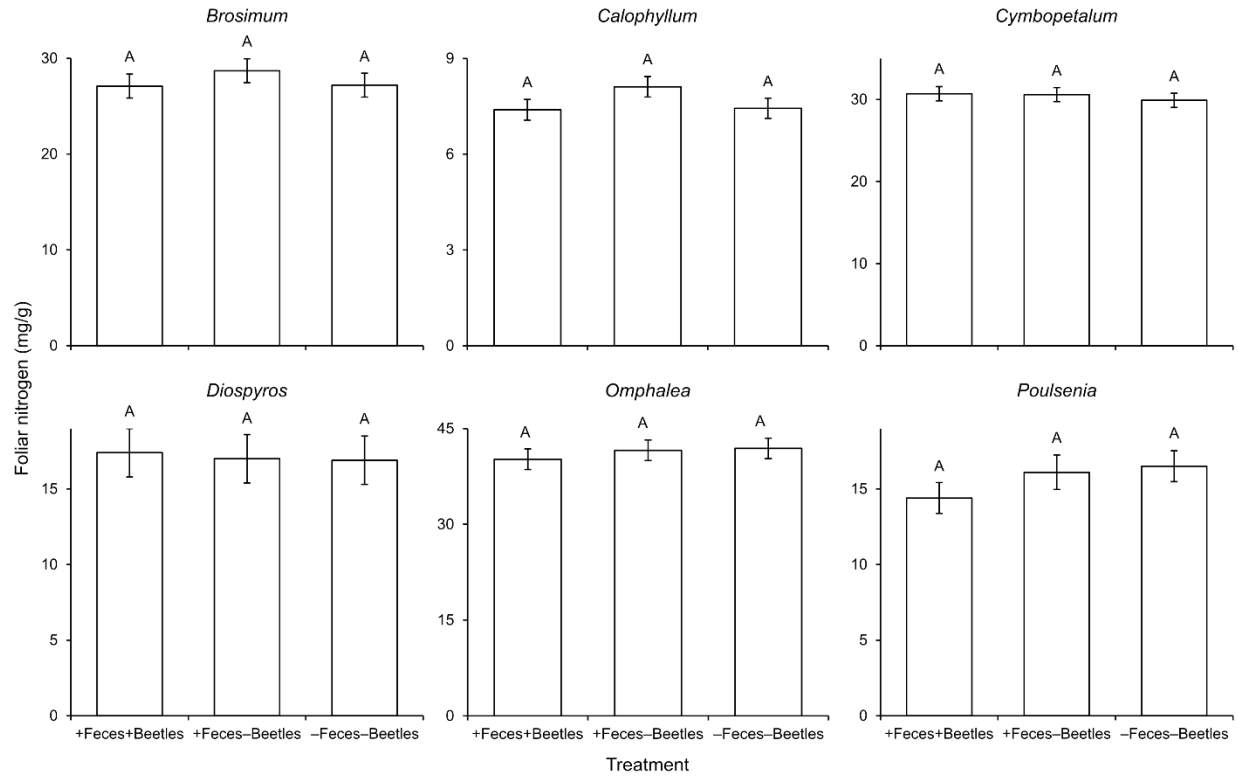 Brosimum
Calophyllum
Cymbopetalum
30
20
10
0
A
A
A
9
6
3
0
A
A
A
30
20
10
0
A
A
A
Foliar nitrogen (mg/g)
Diospyros
Omphalea
Poulsenia
15
10
5
0
A
A
A
45
30
15
0
A
A
A
15
10
5
0
A
A
A
+Feces+Beetles +Feces–Beetles –Feces–Beetles
+Feces+Beetles +Feces–Beetles –Feces–Beetles
+Feces+Beetles +Feces–Beetles –Feces–Beetles
Treatment